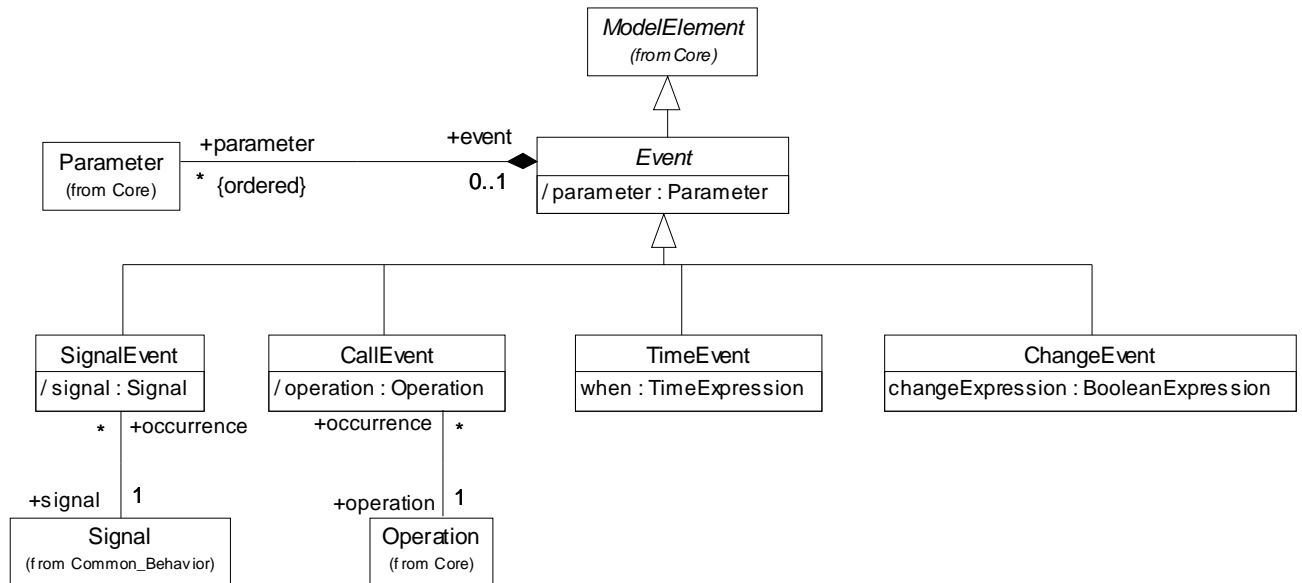 ModelElement
(from Core)
+parameter
+event
Parameter
(from Core)
* {ordered}
0..1
Event
/ parameter : Parameter
SignalEvent
/ signal : Signal
CallEvent
/ operation : Operation
TimeEvent
when : TimeExpression
ChangeEvent
changeExpression : BooleanExpression
* +occurrence
+occurrence *
+signal 1
+operation 1
Signal
(from Common_Behavior)
Operation
(from Core)